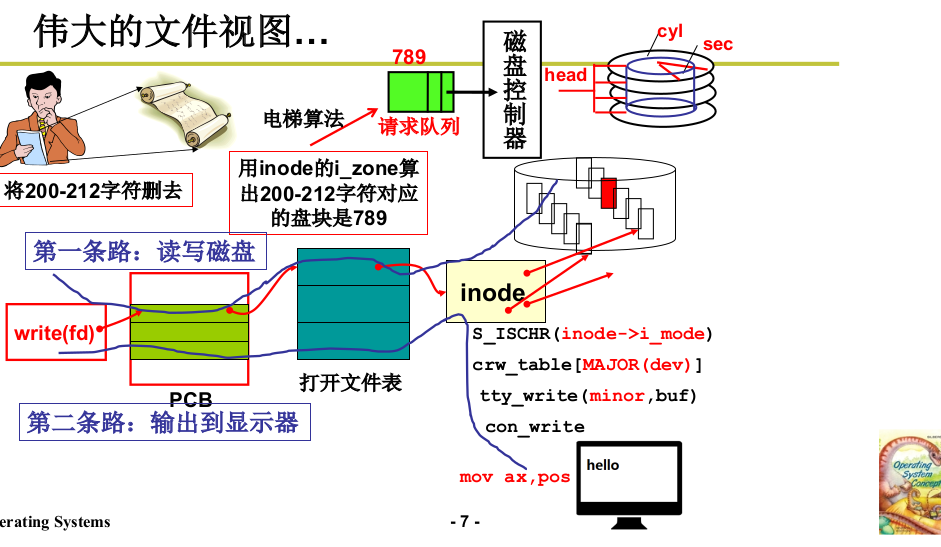 伟大的文件视图…
789
磁盘控制器
cyl
sec
head
电梯算法
请求队列
将200-212字符删去
用inode的i_zone算
出200-212字符对应
的盘块是789
第一条路：读写磁盘
write(fd)
inode
S_ISCHR(inode->i_mode)
crw_table[MAJOR(dev)]
tty_write(minor,buf)
con_write
mov ax,pos
hello
打开文件表
PCB
第二条路：输出到显示器
Operating
System
Concepts
erating Systems
- 7 -